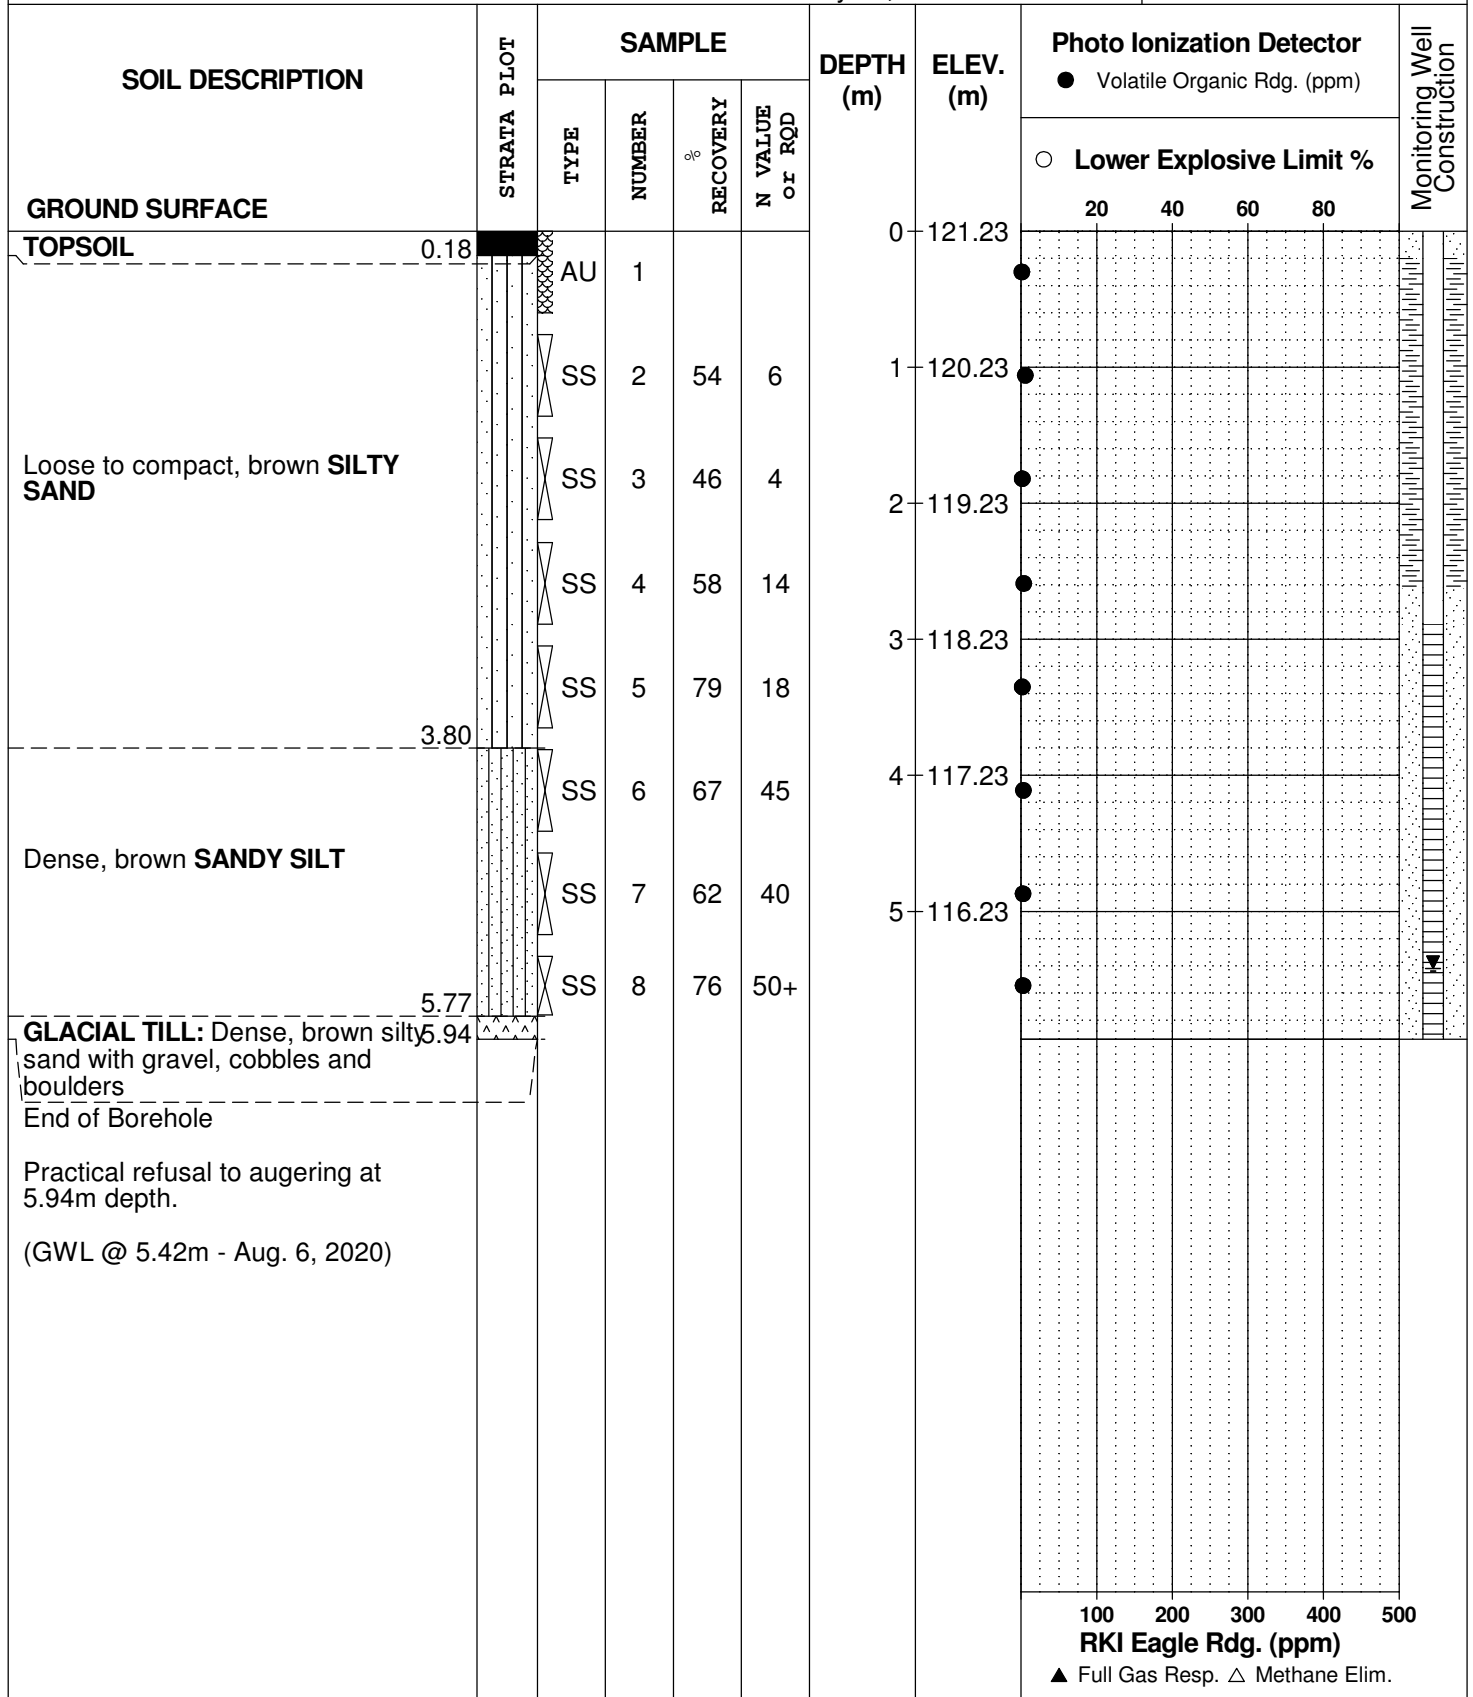 SOIL DESCRIPTION
GROUND SURFACE
STRATA PLOT
SAMPLE
TYPE
NUMBER
%
RECOVERY
N VALUE
or RQD
DEPTH
(m)
ELEV.
(m)
Photo Ionization Detector
● Volatile Organic Rdg. (ppm)
○ Lower Explosive Limit %
20 40 60 80
Monitoring Well
Construction
TOPSOIL 0.18
0 121.23
AU 1
SS 2 54 6
1 120.23
Loose to compact, brown SILTY
SAND
SS 3 46 4
2 119.23
SS 4 58 14
3 118.23
SS 5 79 18
3.80
4 117.23
SS 6 67 45
Dense, brown SANDY SILT
SS 7 62 40
5 116.23
SS 8 76 50+
5.77
GLACIAL TILL: Dense, brown silty 5.94
sand with gravel, cobbles and
boulders
End of Borehole
Practical refusal to augering at
5.94m depth.
(GWL @ 5.42m - Aug. 6, 2020)
100 200 300 400 500
RKI Eagle Rdg. (ppm)
▲ Full Gas Resp. △ Methane Elim.